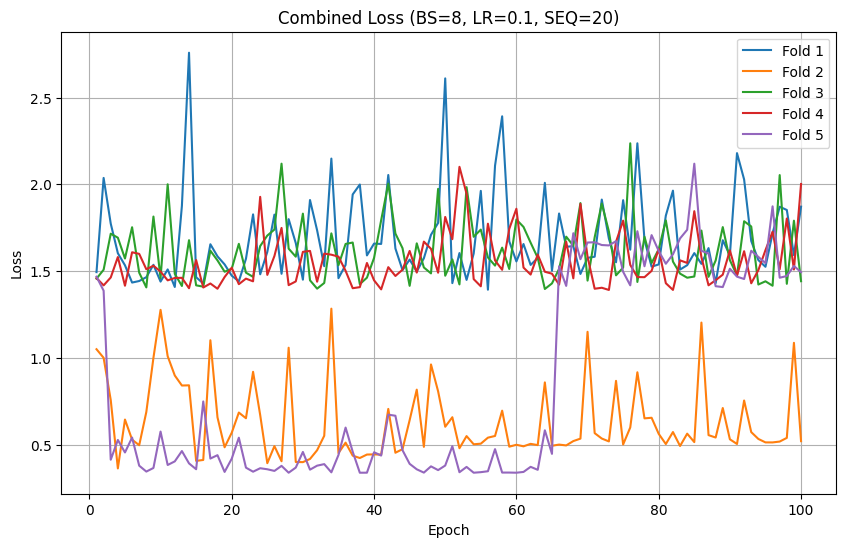 Combined Loss (BS=8, LR=0.1, SEQ=20)
Loss
2.5
2.0
1.5
1.0
0.5
0
20
40
60
80
100
Epoch
Fold 1
Fold 2
Fold 3
Fold 4
Fold 5